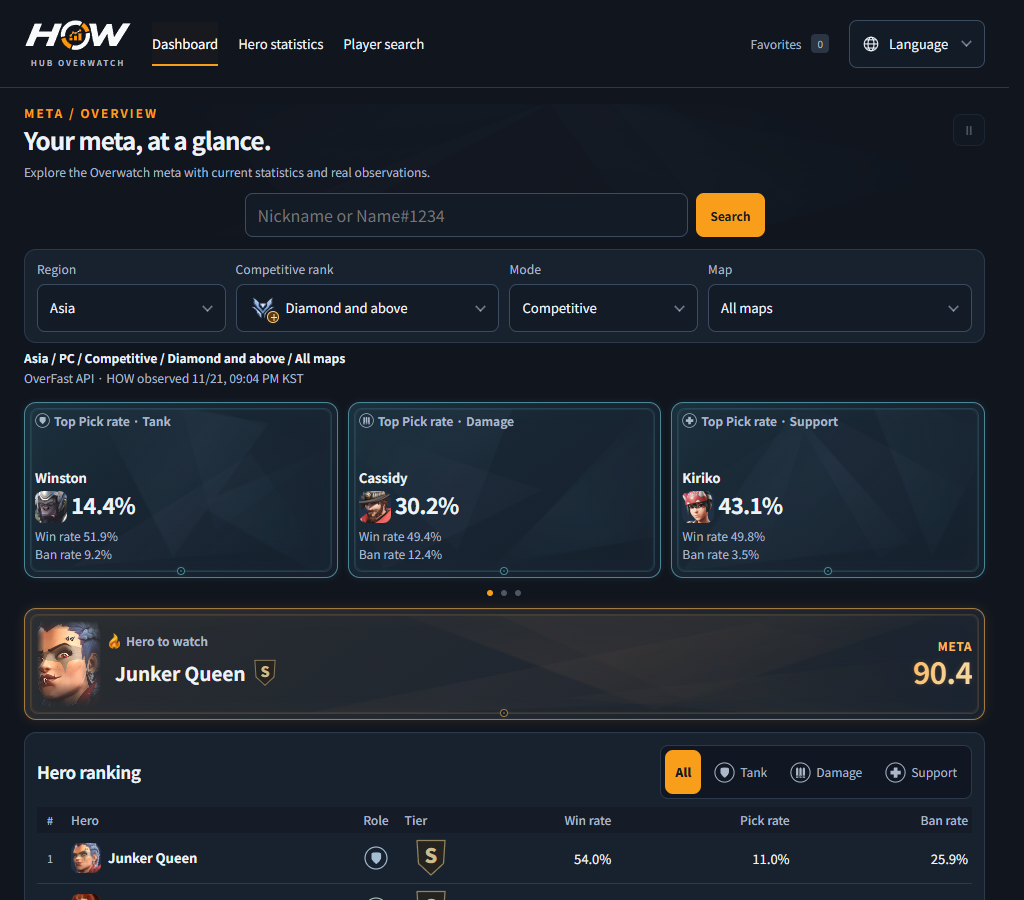 HOW
HUB OVERWATCH
Dashboard
Hero statistics
Player search
Favorites 0
Language
META / OVERVIEW
Your meta, at a glance.
Explore the Overwatch meta with current statistics and real observations.
Nickname or Name#1234
Search
Region
Competitive rank
Mode
Map
Asia
Diamond and above
Competitive
All maps
Asia / PC / Competitive / Diamond and above / All maps
OverFast API · HOW observed 11/21, 09:04 PM KST
Top Pick rate · Tank
Winston
14.4%
Win rate 51.9%
Ban rate 9.2%
Top Pick rate · Damage
Cassidy
30.2%
Win rate 49.4%
Ban rate 12.4%
Top Pick rate · Support
Kiriko
43.1%
Win rate 49.8%
Ban rate 3.5%
Hero to watch
Junker Queen S
META
90.4
Hero ranking
All
Tank
Damage
Support
# Hero Role Tier Win rate Pick rate Ban rate
1 Junker Queen S 54.0% 11.0% 25.9%